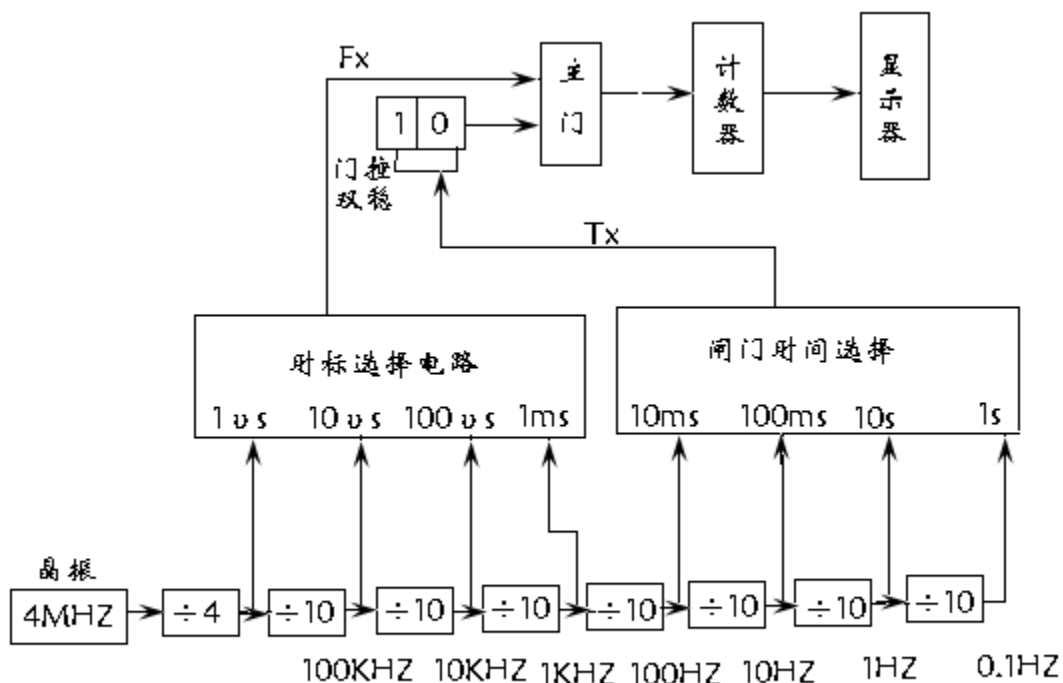 Fx
主门
计数器
显示器
1 0
门控
双稳
Tx
时标选择电路
1υs 10υs 100υs 1ms
闸门时间选择
10ms 100ms 10s 1s
晶振
4MHZ ÷4 ÷10 ÷10 ÷10 ÷10 ÷10 ÷10 ÷10
100KHZ 10KHZ 1KHZ 100HZ 10HZ 1HZ 0.1HZ